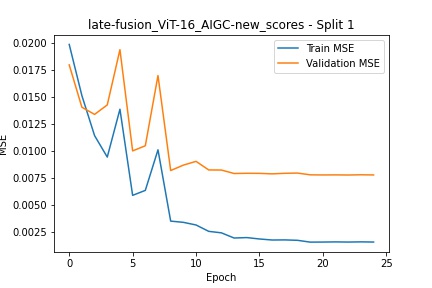 late-fusion_ViT-16_AIGC-new_scores - Split 1
Train MSE
Validation MSE
0.0200
0.0175
0.0150
0.0125
0.0100
0.0075
0.0050
0.0025
MSE
0 5 10 15 20 25
Epoch